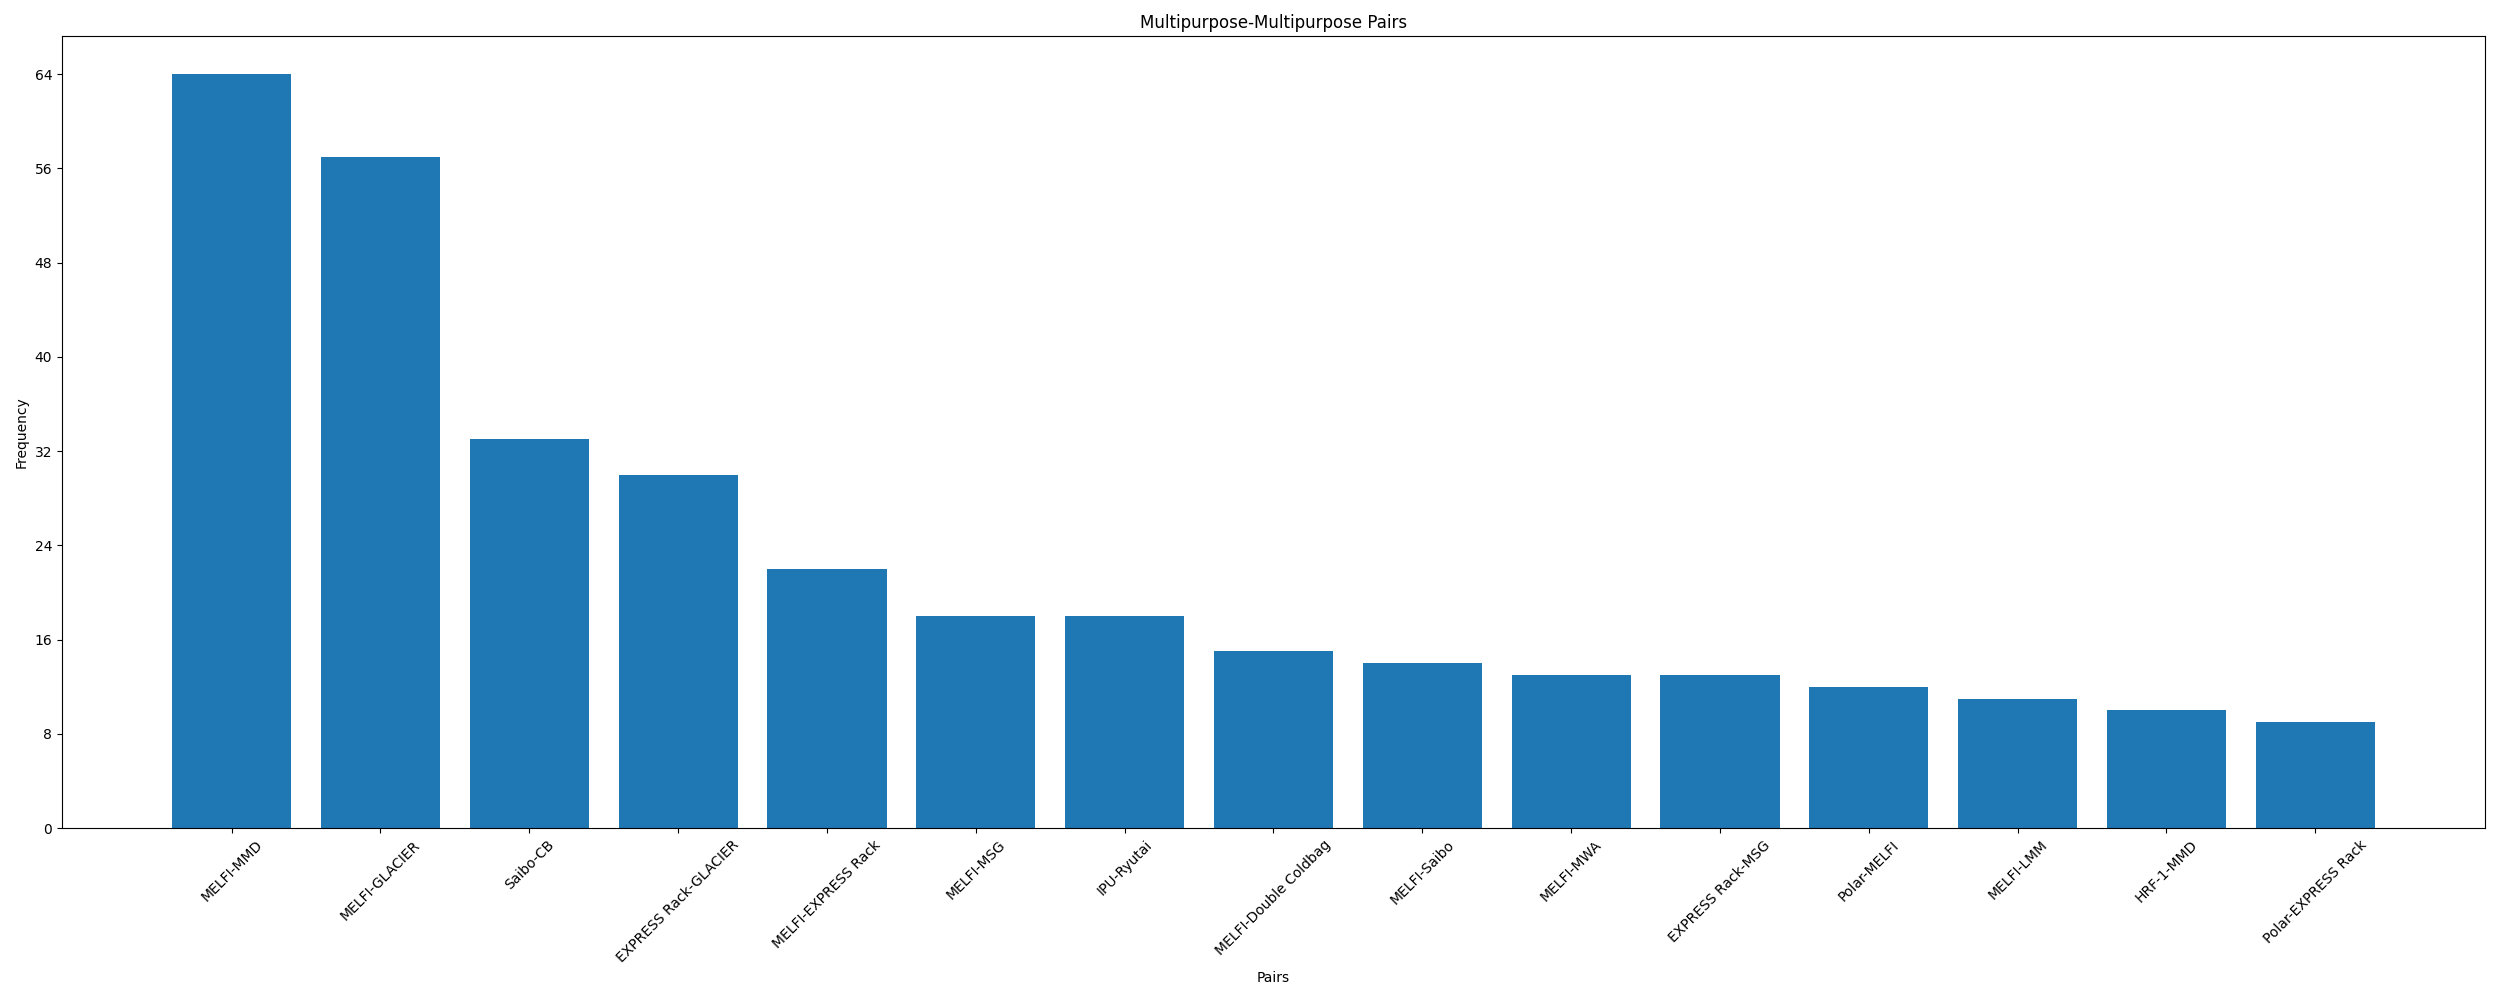 Multipurpose-Multipurpose Pairs
Frequency
64
56
48
40
32
24
16
8
0
MELFI-MMD
MELFI-GLACIER
Saibo-CB
EXPRESS Rack-GLACIER
MELFI-EXPRESS Rack
MELFI-MSG
IPU-Ryutai
MELFI-Double Coldbag
MELFI-Saibo
MELFI-MWA
EXPRESS Rack-MSG
Polar-MELFI
MELFI-LMM
HRF-1-MMD
Polar-EXPRESS Rack
Pairs